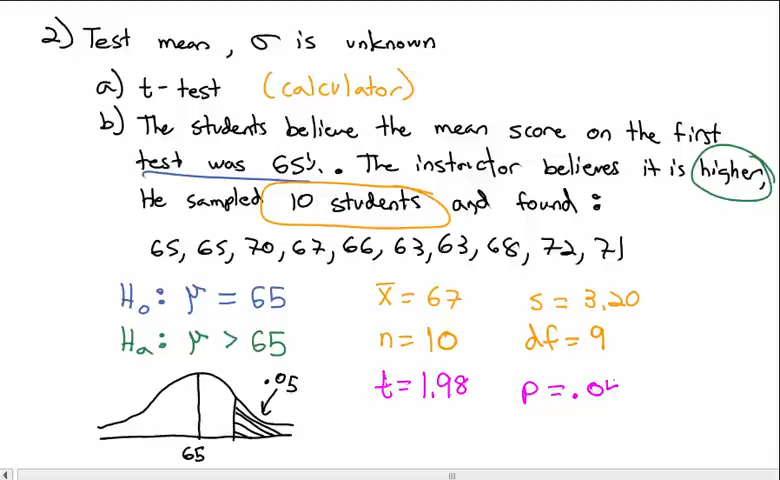 2) Test mean, σ is unknown
a) t-test (calculator)
b) The students believe the mean score on the first
test was 65%. The instructor believes it is higher,
He sampled 10 students and found:
65, 65, 70, 67, 66, 63, 63, 68, 72, 71
H₀: μ = 65 x̄ = 67 s = 3.20
Hₐ: μ > 65 n = 10 df = 9
.05 t = 1.98 p = .04
65